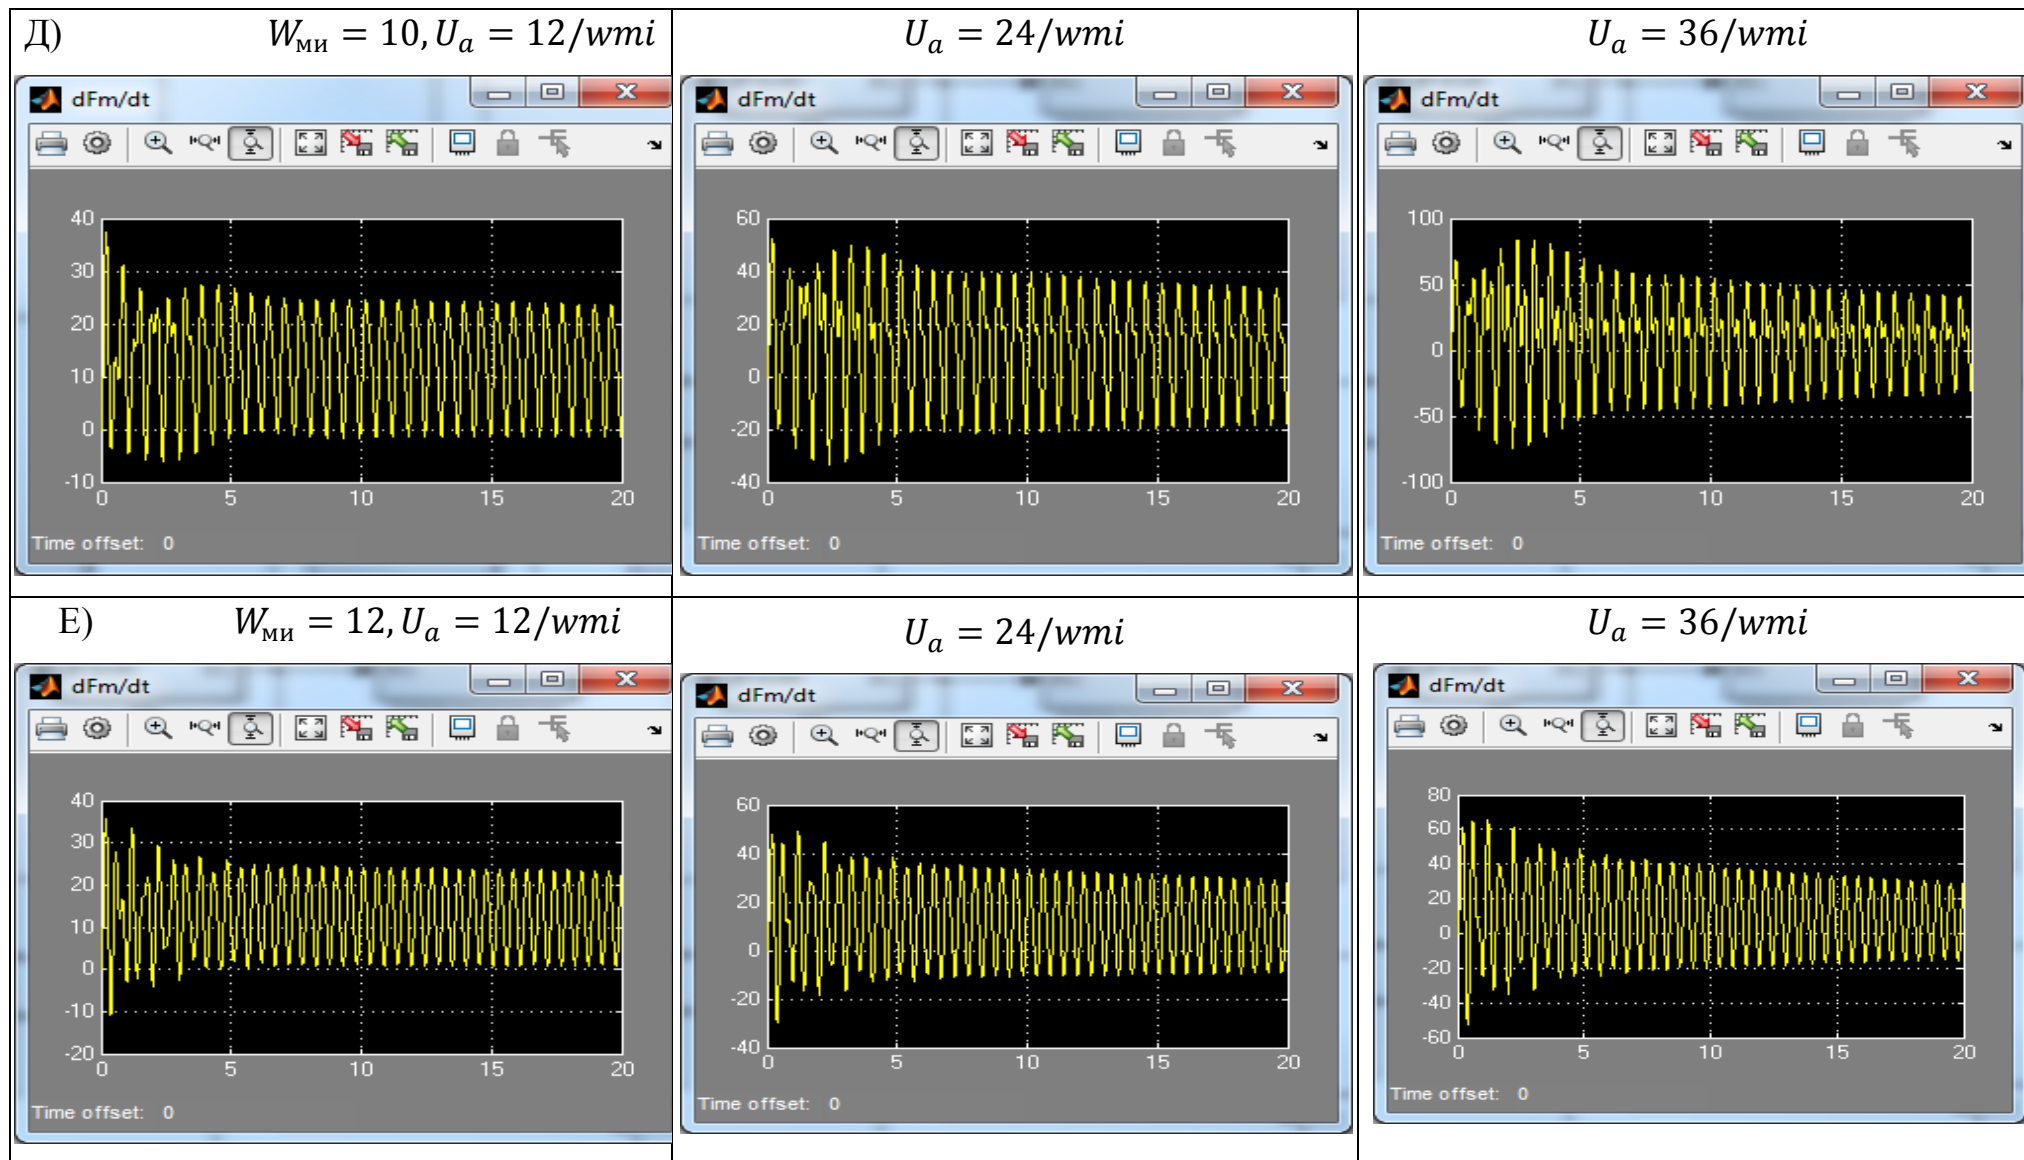 Д) W_ми = 10, U_a = 12/wmi
U_a = 24/wmi
U_a = 36/wmi
dFm/dt
40
30
20
10
0
-10
0 5 10 15 20
Time offset: 0
dFm/dt
60
40
20
0
-20
-40
0 5 10 15 20
Time offset: 0
dFm/dt
100
50
0
-50
-100
0 5 10 15 20
Time offset: 0
Е) W_ми = 12, U_a = 12/wmi
U_a = 24/wmi
U_a = 36/wmi
dFm/dt
40
30
20
10
0
-10
-20
0 5 10 15 20
Time offset: 0
dFm/dt
60
40
20
0
-20
-40
0 5 10 15 20
Time offset: 0
dFm/dt
80
60
40
20
0
-20
-40
-60
0 5 10 15 20
Time offset: 0